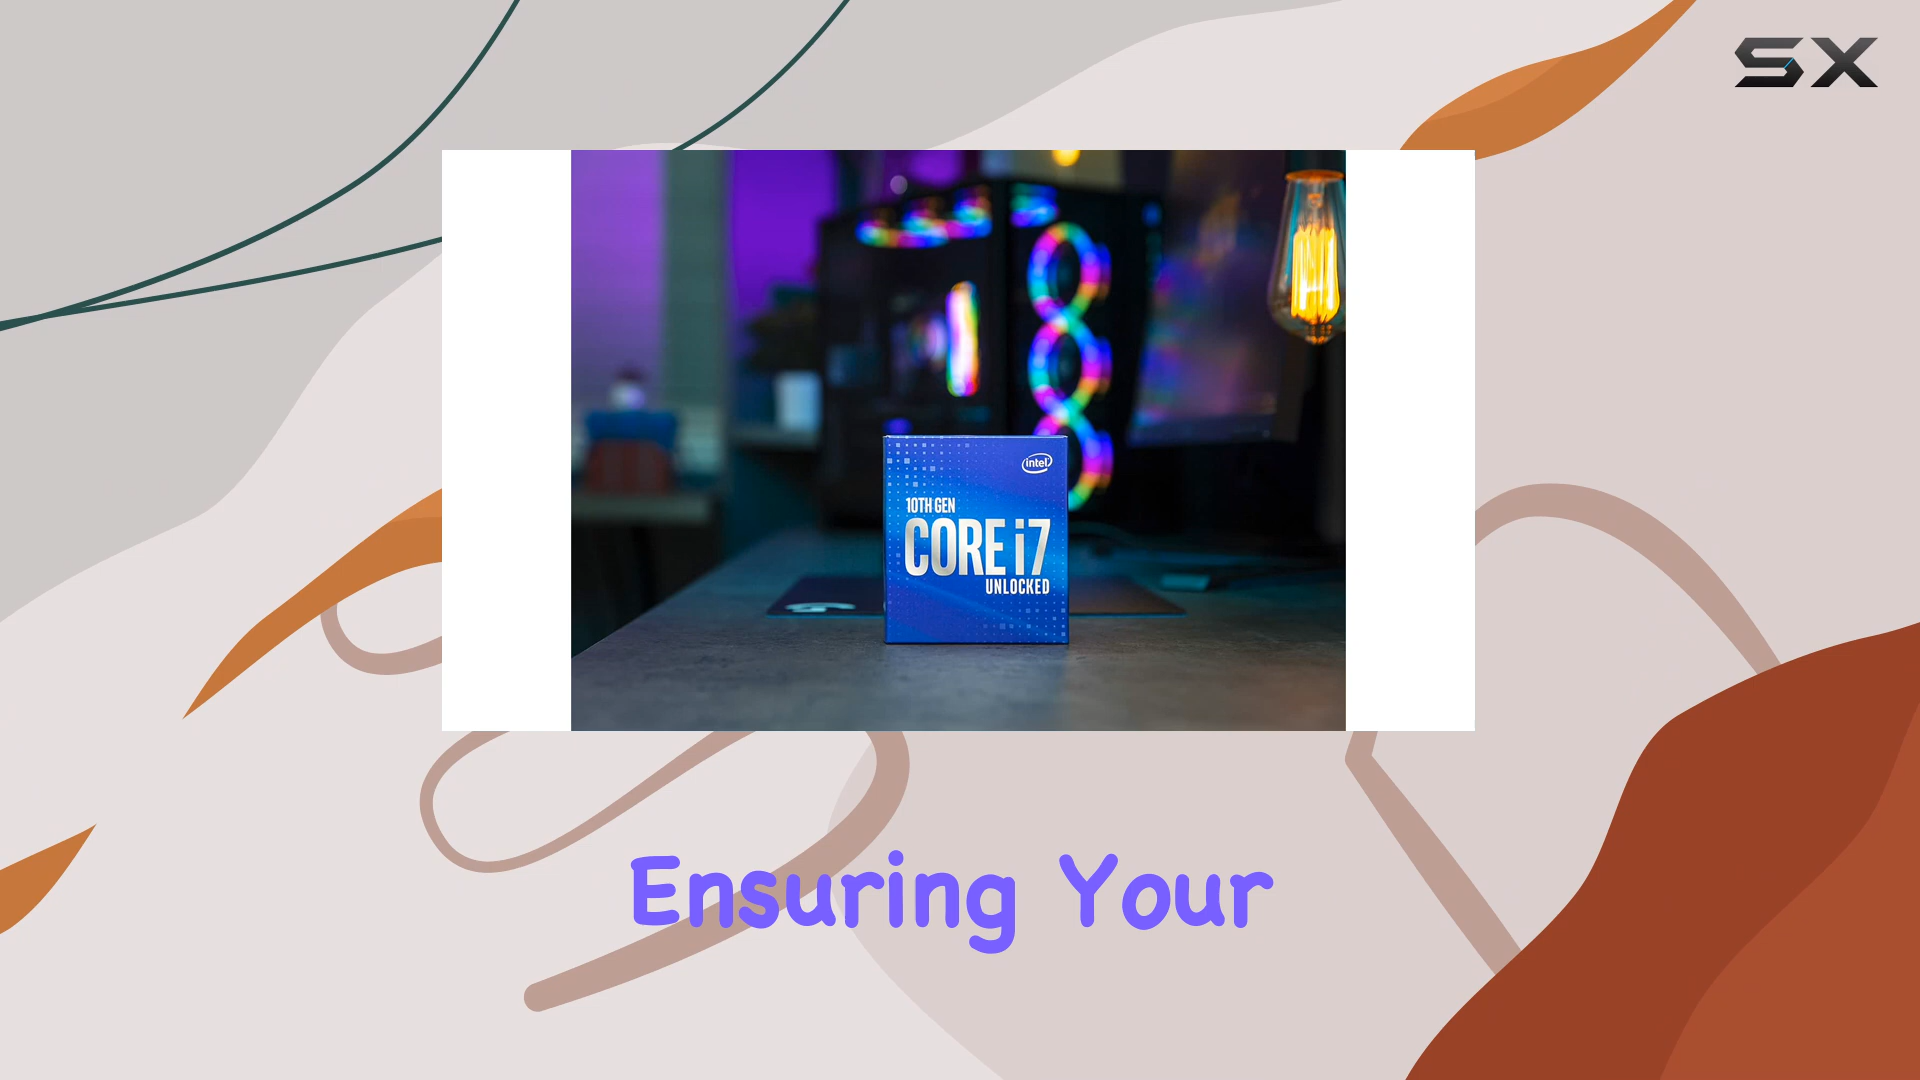 SX
intel
10TH GEN
CORE i7
UNLOCKED
Ensuring Your